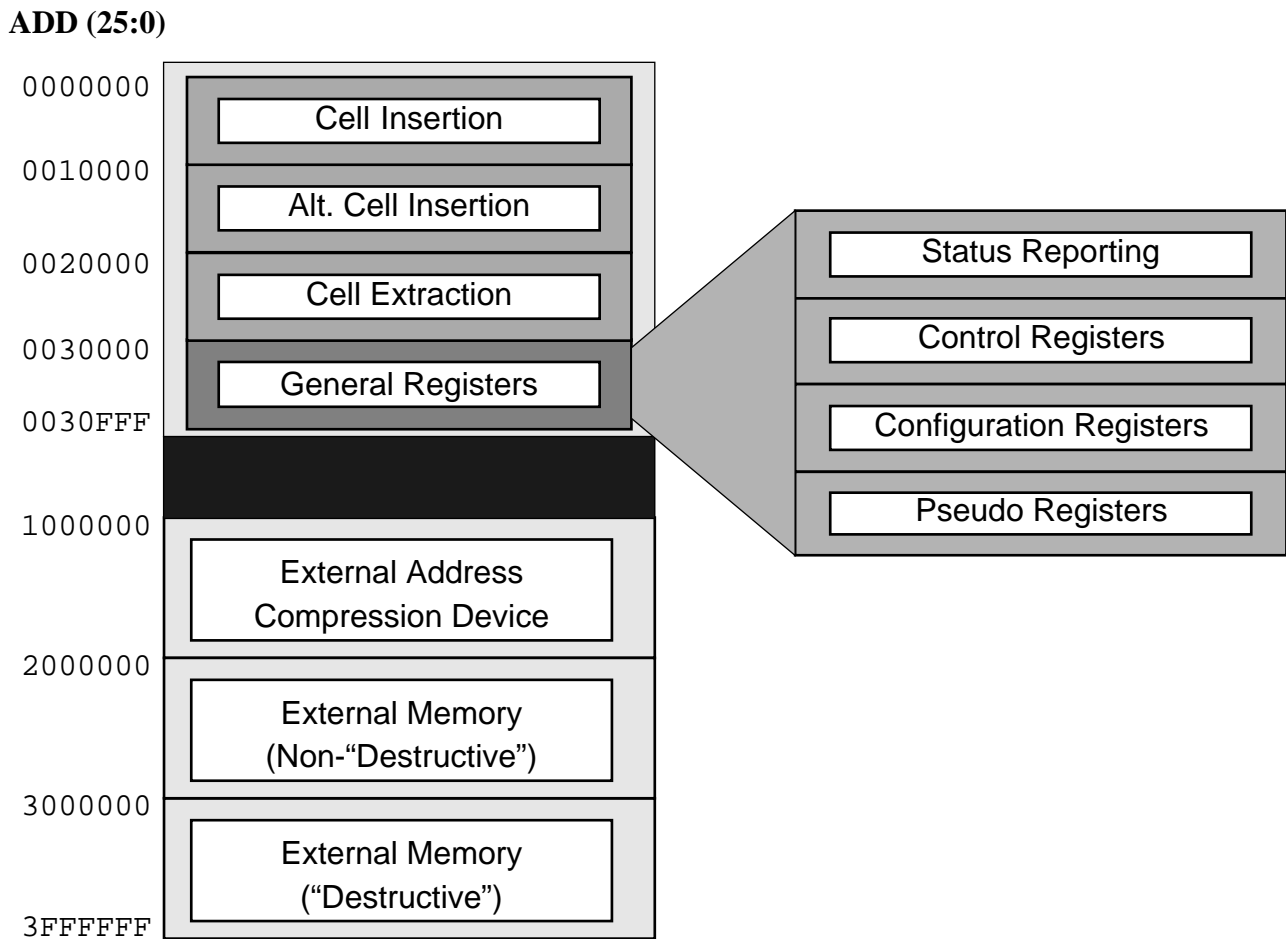 ADD (25:0)
0000000
Cell Insertion
0010000
Alt. Cell Insertion
0020000
Cell Extraction
0030000
General Registers
0030FFF
Status Reporting
Control Registers
Configuration Registers
Pseudo Registers
1000000
External Address
Compression Device
2000000
External Memory
(Non-“Destructive”)
3000000
External Memory
(“Destructive”)
3FFFFFF